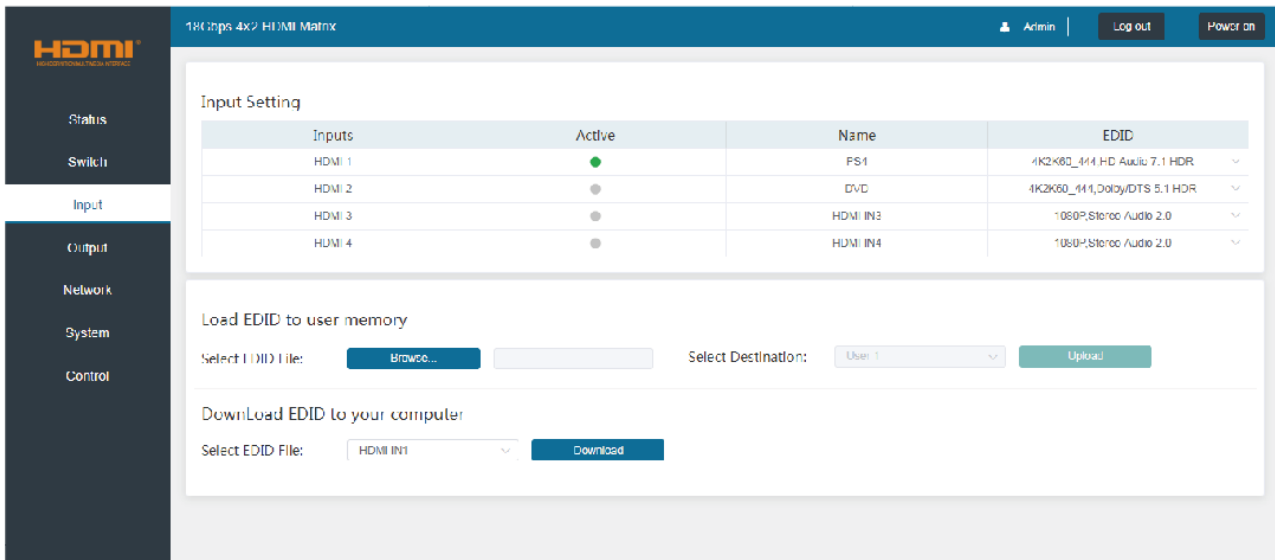 18Gbps 4x2 HDMI Matrix
Admin
Log out
Power on
HDMI
Status
Switch
Input
Output
Network
System
Control
Input Setting
Inputs Active Name EDID
HDMI 1 PS4 4K2K60_444,HD Audio 7.1 HDR
HDMI 2 DVD 4K2K60_444,Dolby/DTS 5.1 HDR
HDMI 3 HDMI IN3 1080P,Stereo Audio 2.0
HDMI 4 HDMI IN4 1080P,Stereo Audio 2.0
Load EDID to user memory
Select EDID File: Browse... Select Destination: User 1 Upload
DownLoad EDID to your computer
Select EDID File: HDMI IN1 Download